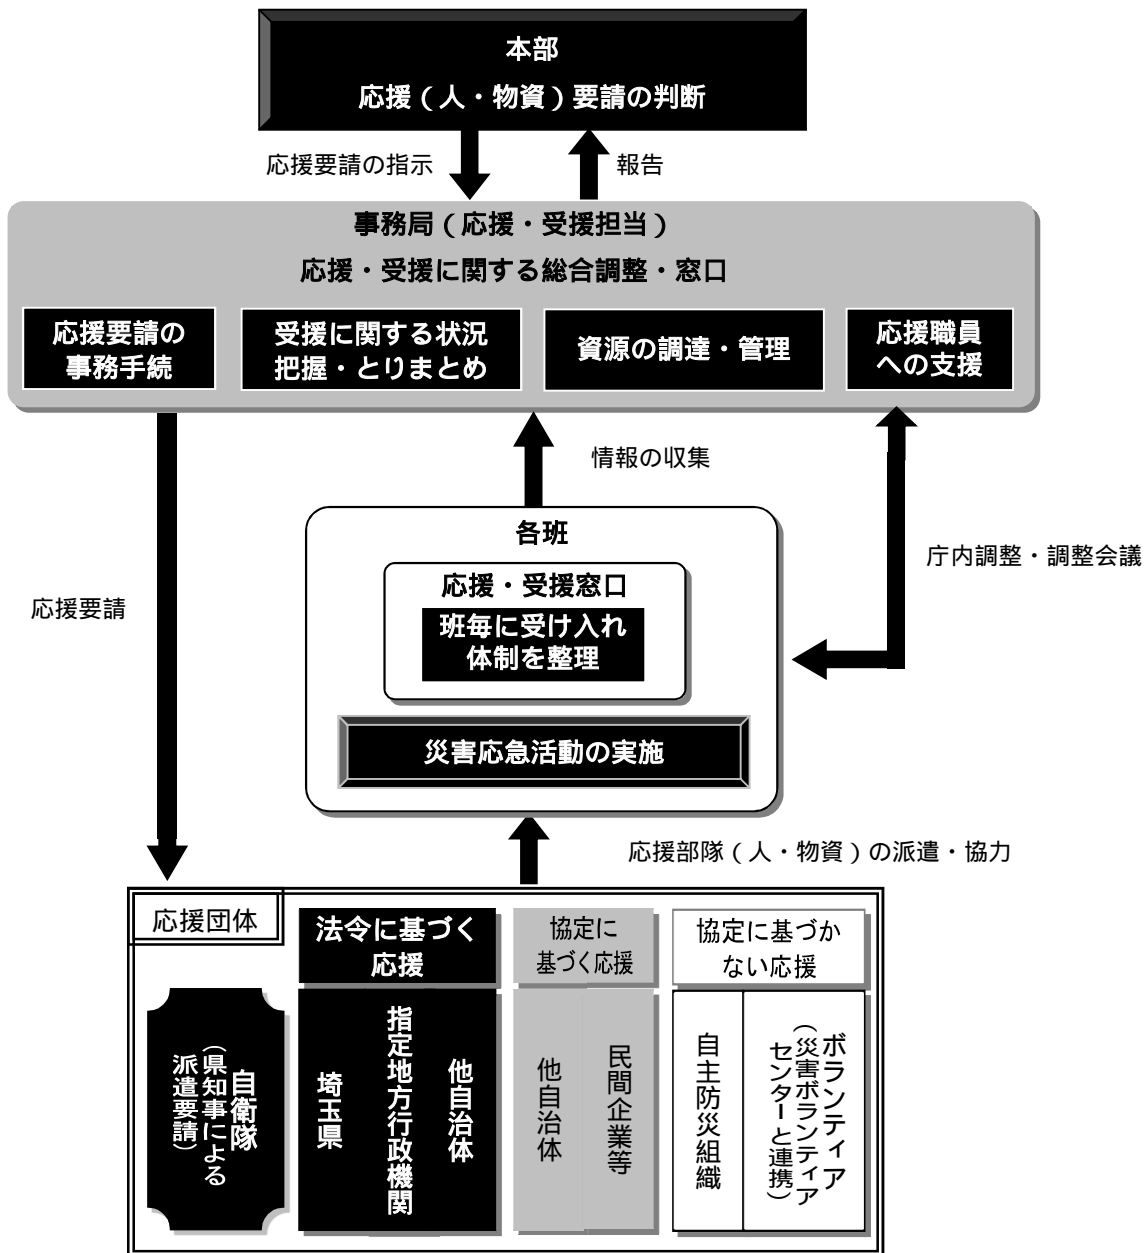 本部
応援（人・物資）要請の判断
応援要請の指示
報告
事務局（応援・受援担当）
応援・受援に関する総合調整・窓口
応援要請の
事務手続
受援に関する状況
把握・とりまとめ
資源の調達・管理
応援職員
への支援
情報の収集
各班
応援・受援窓口
班毎に受け入れ
体制を整理
災害応急活動の実施
庁内調整・調整会議
応援要請
応援部隊（人・物資）の派遣・協力
応援団体
自衛隊
（県知事による
派遣要請）
法令に基づく
応援
埼玉県
指定地方行政機関
他自治体
協定に
基づく応援
他自治体
民間企業等
協定に基づか
ない応援
自主防災組織
ボランティア
（災害ボランティア
センターと連携）